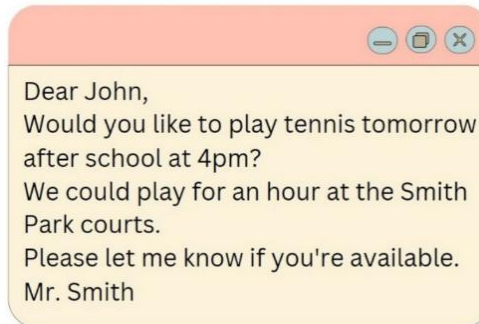 Dear John,
Would you like to play tennis tomorrow
after school at 4pm?
We could play for an hour at the Smith
Park courts.
Please let me know if you're available.
Mr. Smith